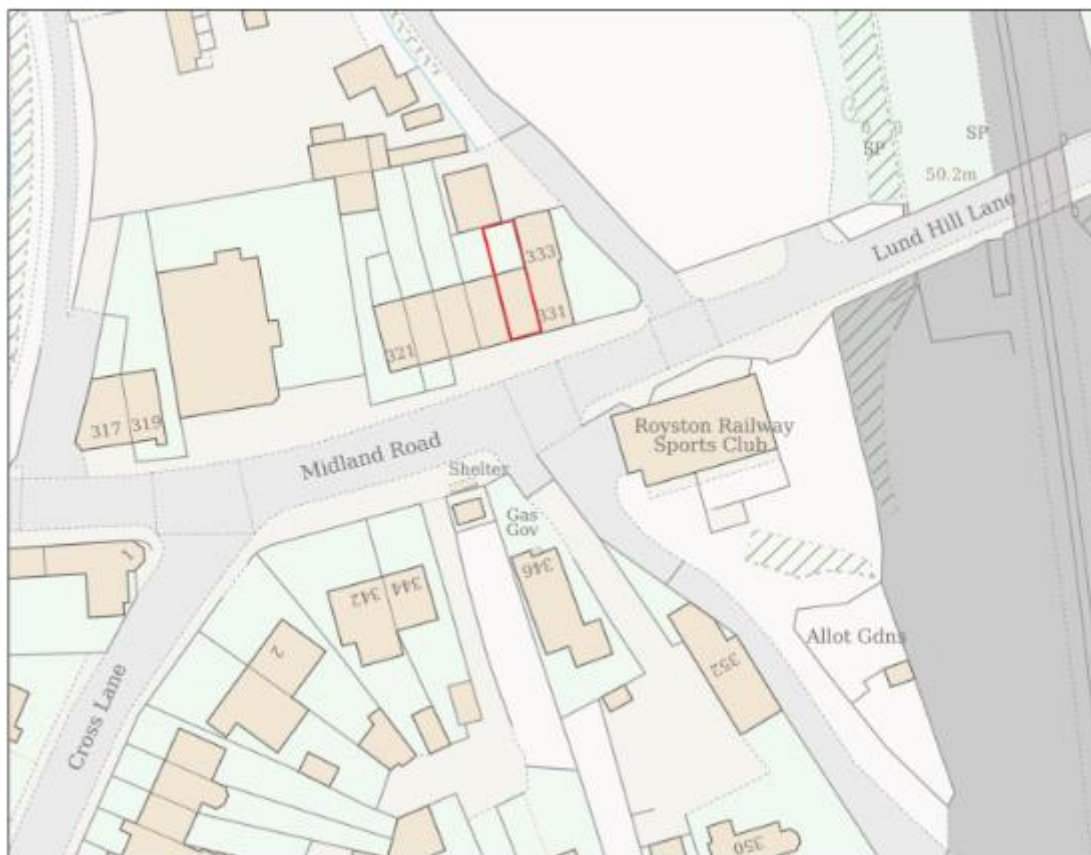 SP
SP
50.2m
Lund Hill Lane
333
331
321
317
319
Midland Road
Royston Railway
Sports Club
Shelter
Gas
Gov
1
346
342
344
2
352
Allot Gdns
Cross Lane
350